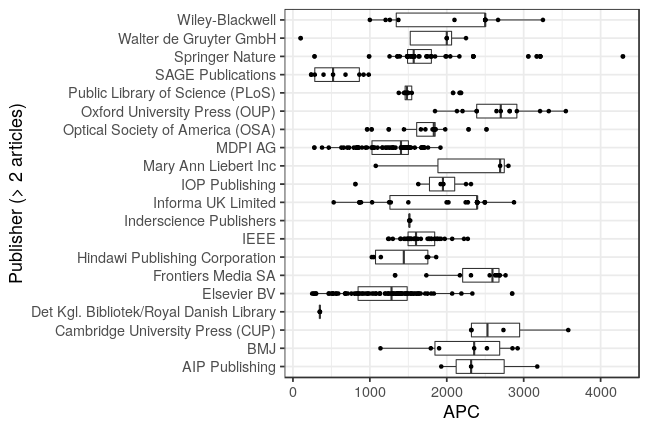 Publisher (> 2 articles)
Wiley-Blackwell
Walter de Gruyter GmbH
Springer Nature
SAGE Publications
Public Library of Science (PLoS)
Oxford University Press (OUP)
Optical Society of America (OSA)
MDPI AG
Mary Ann Liebert Inc
IOP Publishing
Informa UK Limited
Inderscience Publishers
IEEE
Hindawi Publishing Corporation
Frontiers Media SA
Elsevier BV
Det Kgl. Bibliotek/Royal Danish Library
Cambridge University Press (CUP)
BMJ
AIP Publishing
0 1000 2000 3000 4000
APC